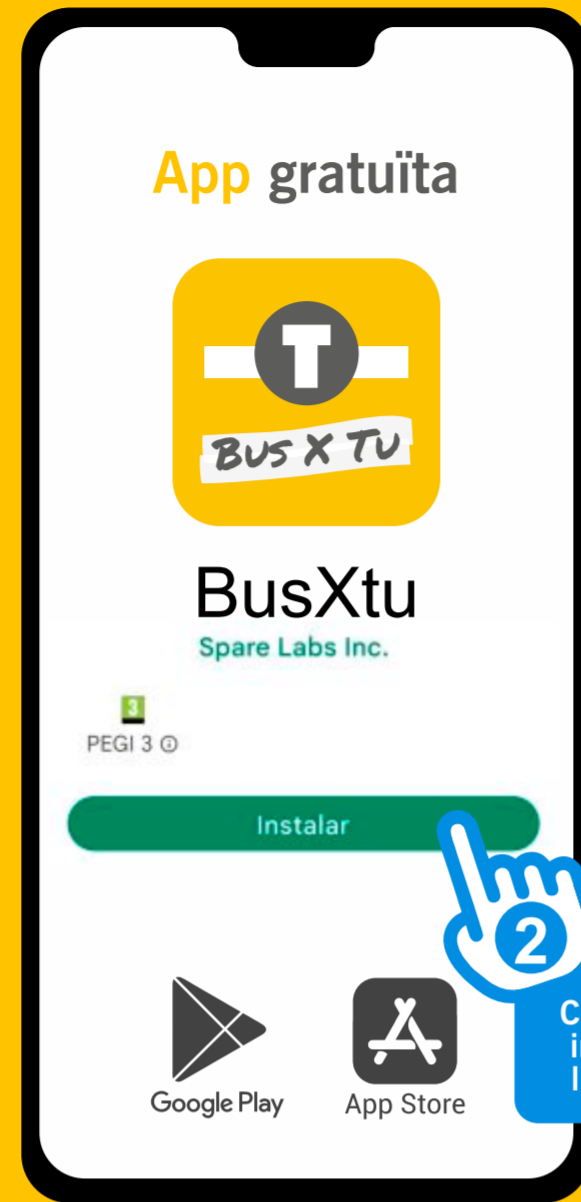 App gratuïta
T
BUS X TU
BusXtu
Spare Labs Inc.
3
PEGI 3
Instalar
2
Google Play
App Store